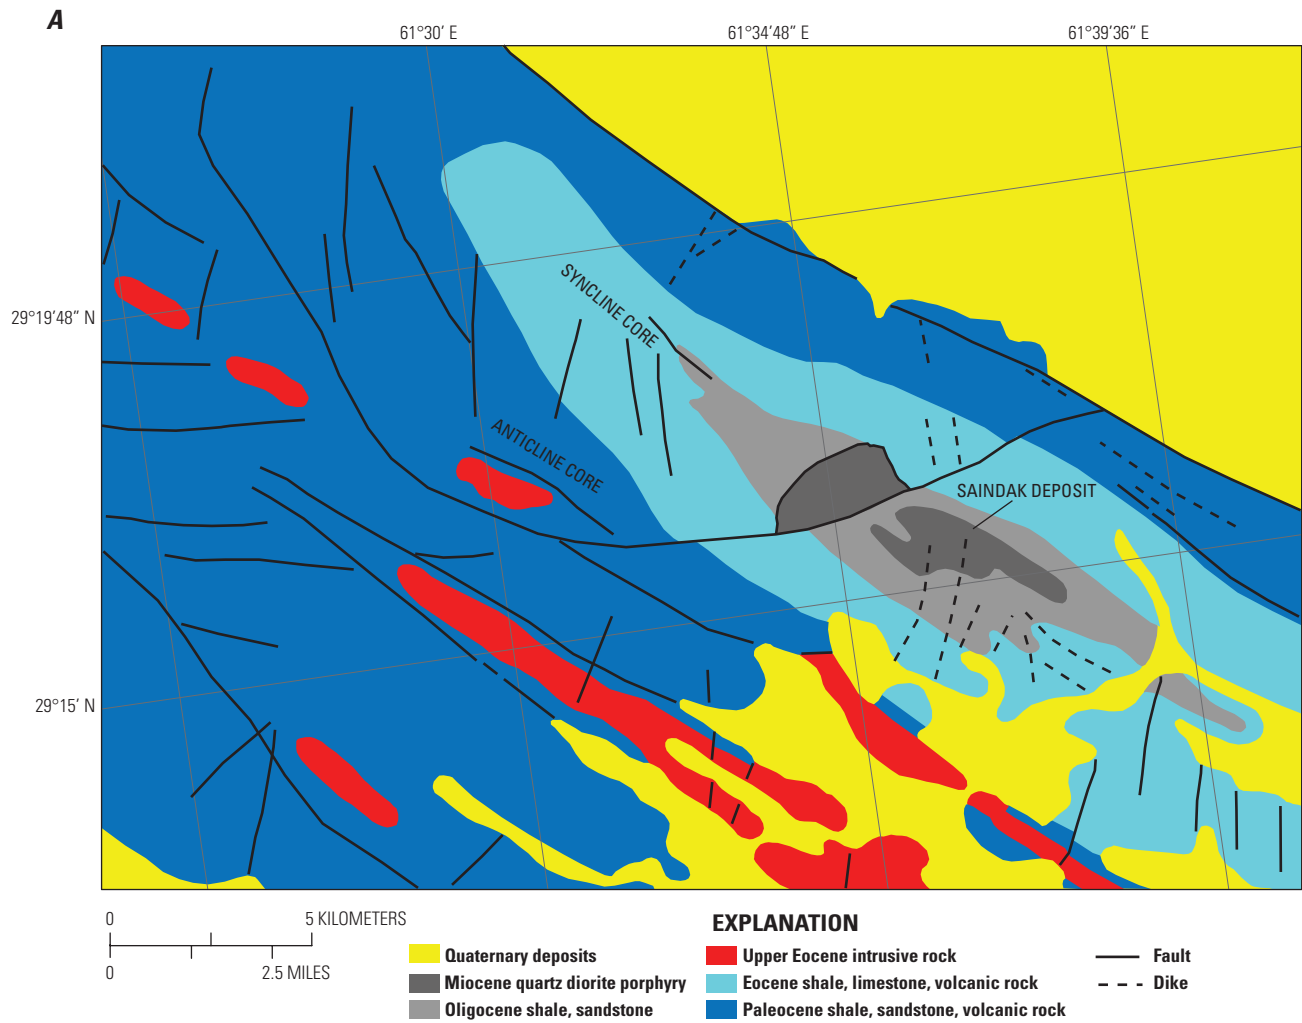 A
61°30′ E
61°34′48″ E
61°39′36″ E
SYNCLINE CORE
29°19′48″ N
ANTICLINE CORE
SAINDAK DEPOSIT
29°15′ N
0
5 KILOMETERS
0
2.5 MILES
EXPLANATION
Quaternary deposits
Miocene quartz diorite porphyry
Oligocene shale, sandstone
Upper Eocene intrusive rock
Eocene shale, limestone, volcanic rock
Paleocene shale, sandstone, volcanic rock
Fault
Dike